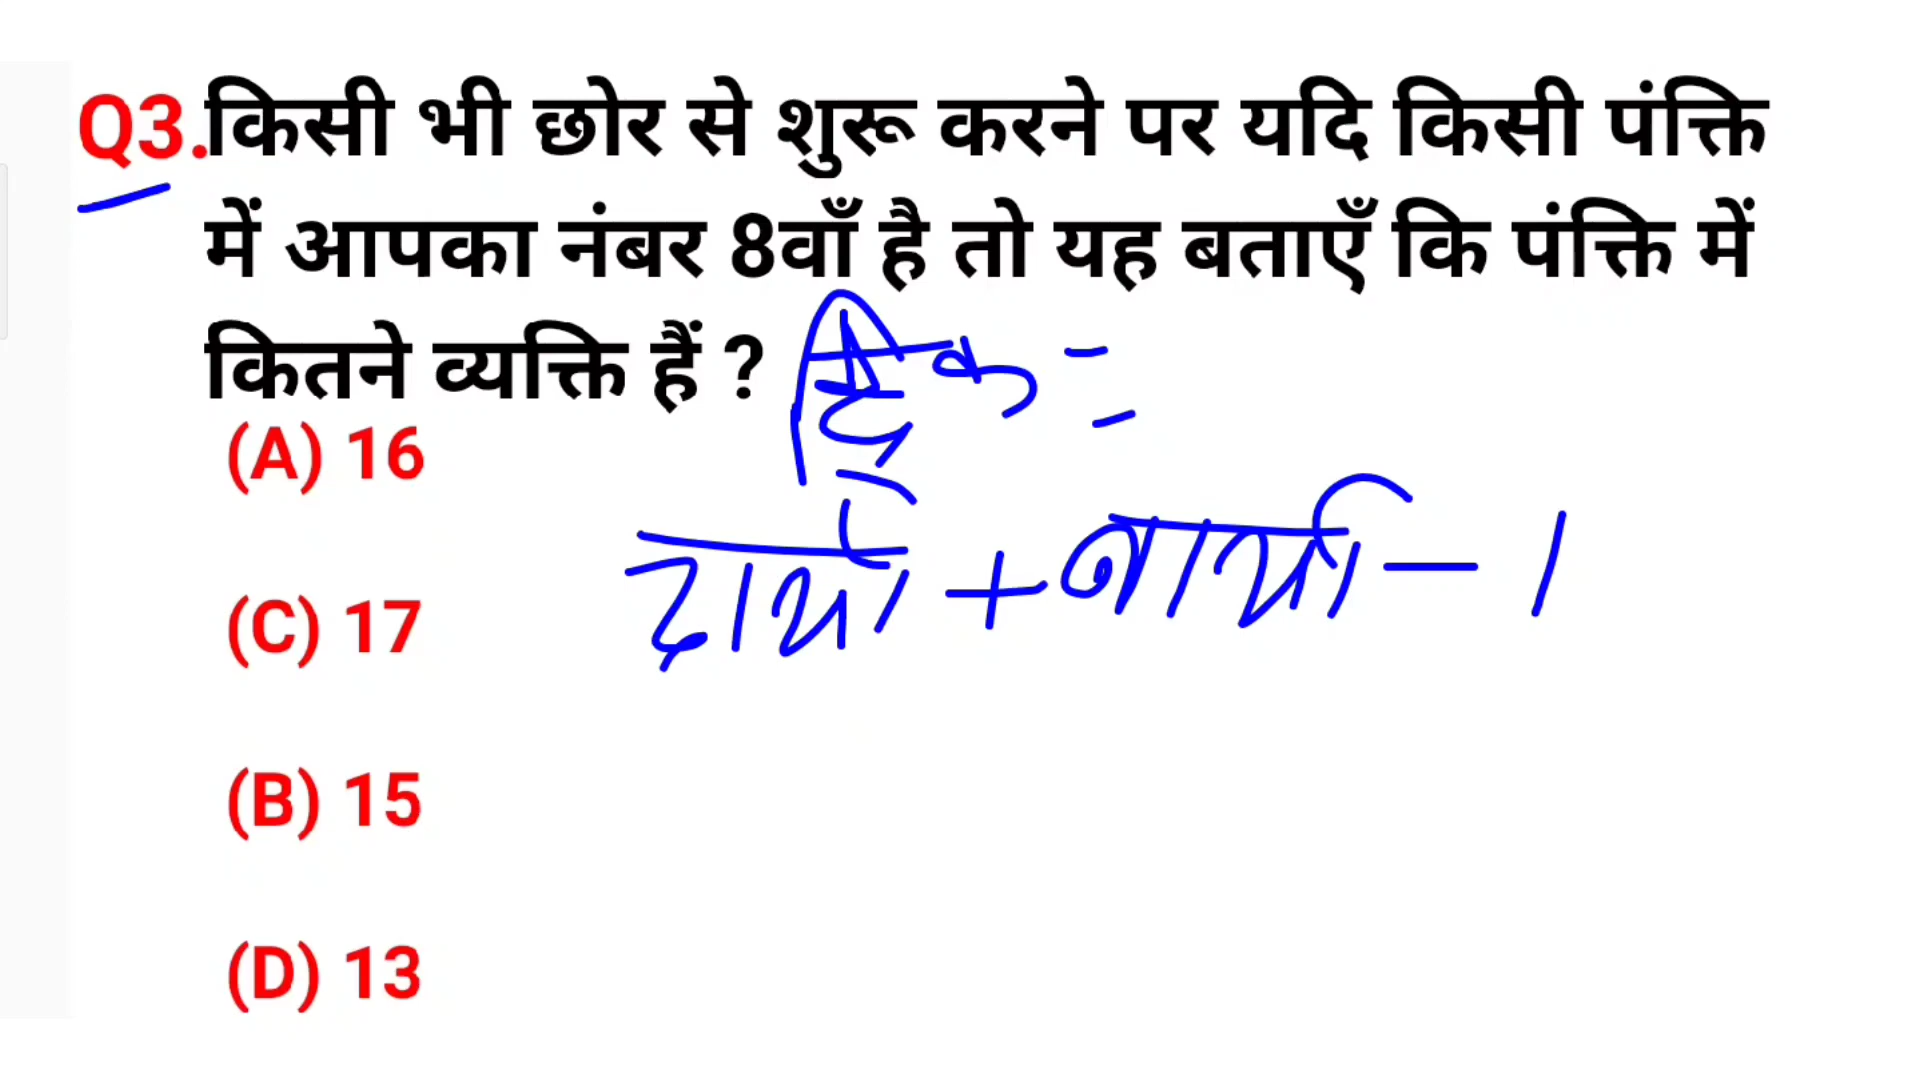 Q3.किसी भी छोर से शुरू करने पर यदि किसी पंक्ति
में आपका नंबर 8वाँ है तो यह बताएँ कि पंक्ति में
कितने व्यक्ति हैं ?
=
(A) 16
दायाँ + बायाँ - 1
(C) 17
(B) 15
(D) 13